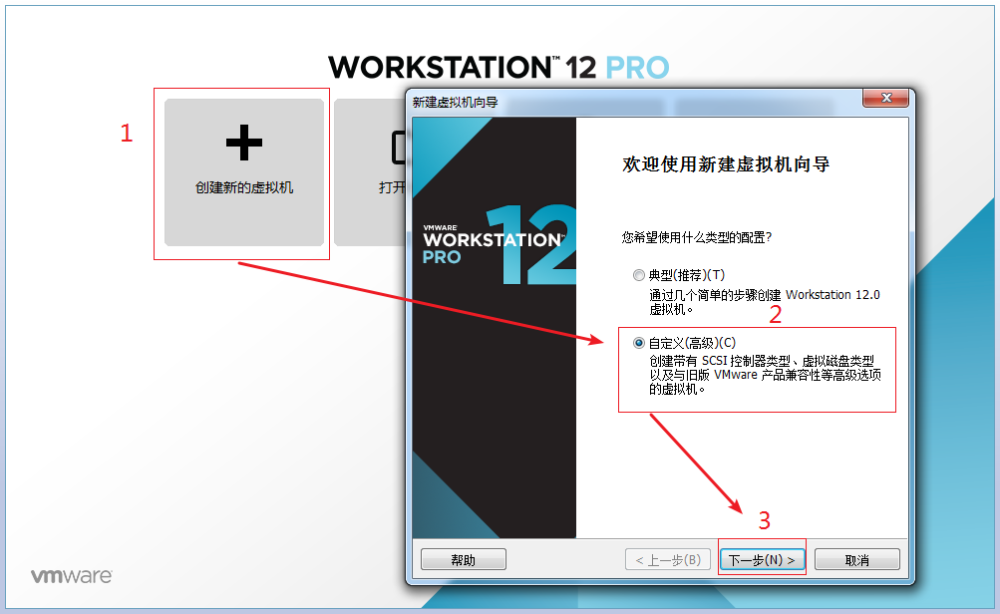 WORKSTATION™ 12 PRO
1
创建新的虚拟机
打开
新建虚拟机向导
VMWARE
WORKSTATION™
PRO
12
欢迎使用新建虚拟机向导
您希望使用什么类型的配置?
典型(推荐)(T)
通过几个简单的步骤创建 Workstation 12.0
虚拟机。
2
自定义(高级)(C)
创建带有 SCSI 控制器类型、虚拟磁盘类型
以及与旧版 VMware 产品兼容性等高级选项
的虚拟机。
3
帮助
< 上一步(B)
下一步(N) >
取消
vmware